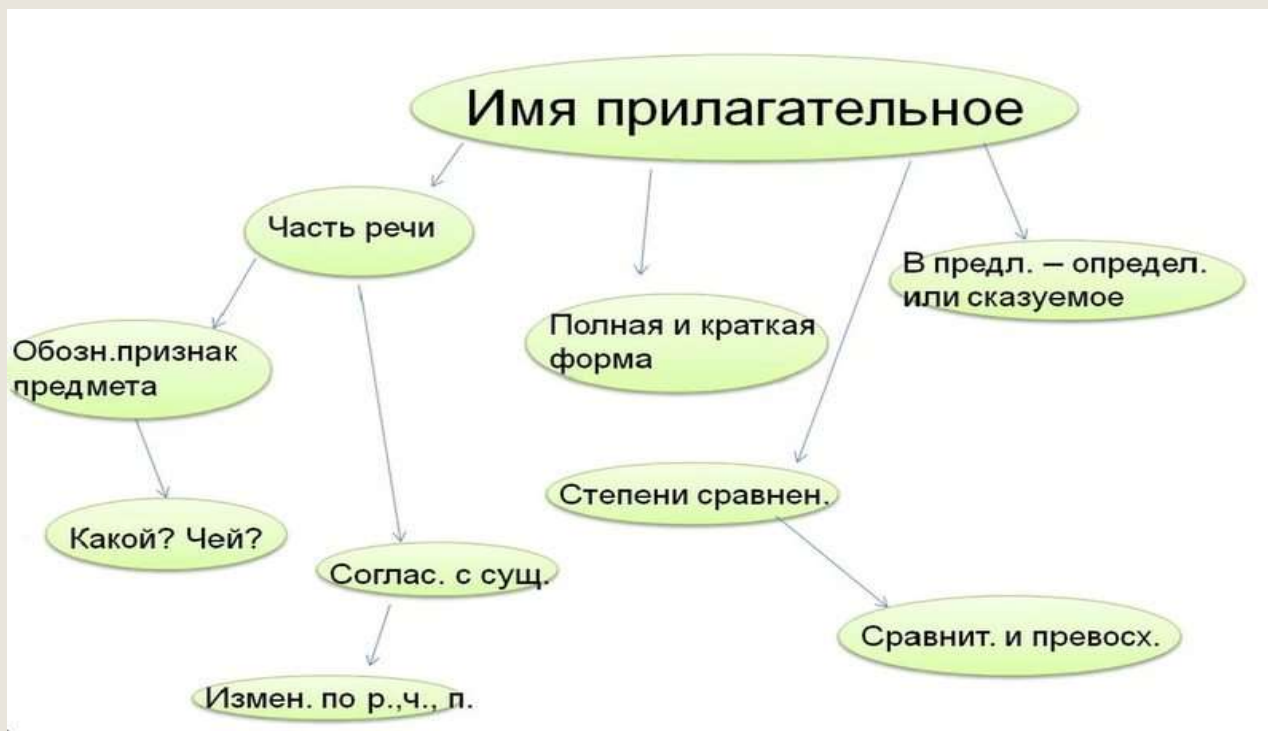 Имя прилагательное
Часть речи
В предл. – определ.
или сказуемое
Полная и краткая
форма
Обозн.признак
предмета
Степени сравнен.
Какой? Чей?
Соглас. с сущ.
Сравнит. и превосх.
Измен. по р.,ч., п.